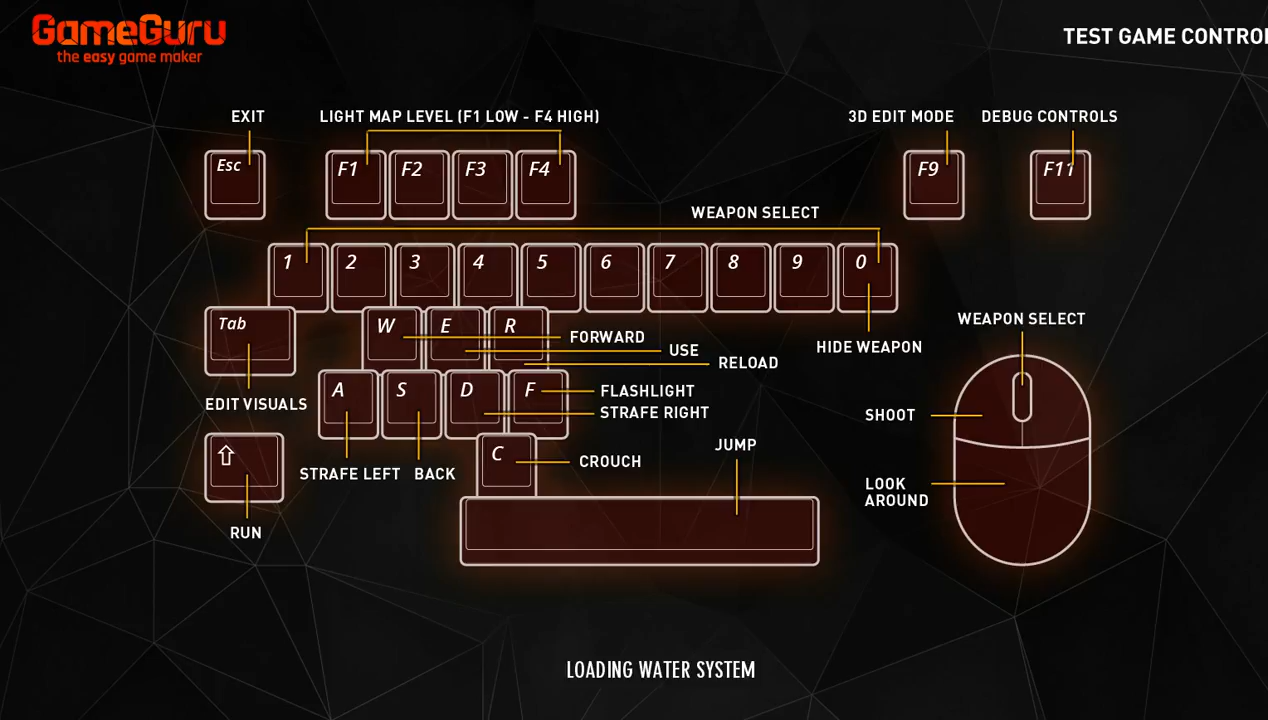 GameGuru
the easy game maker
TEST GAME CONTRO
EXIT
LIGHT MAP LEVEL (F1 LOW - F4 HIGH)
3D EDIT MODE
DEBUG CONTROLS
Esc
F1
F2
F3
F4
F9
F11
WEAPON SELECT
1
2
3
4
5
6
7
8
9
0
HIDE WEAPON
Tab
W
E
R
FORWARD
USE
RELOAD
EDIT VISUALS
A
S
D
F
FLASHLIGHT
STRAFE RIGHT
STRAFE LEFT
BACK
C
CROUCH
JUMP
RUN
WEAPON SELECT
SHOOT
LOOK
AROUND
LOADING WATER SYSTEM